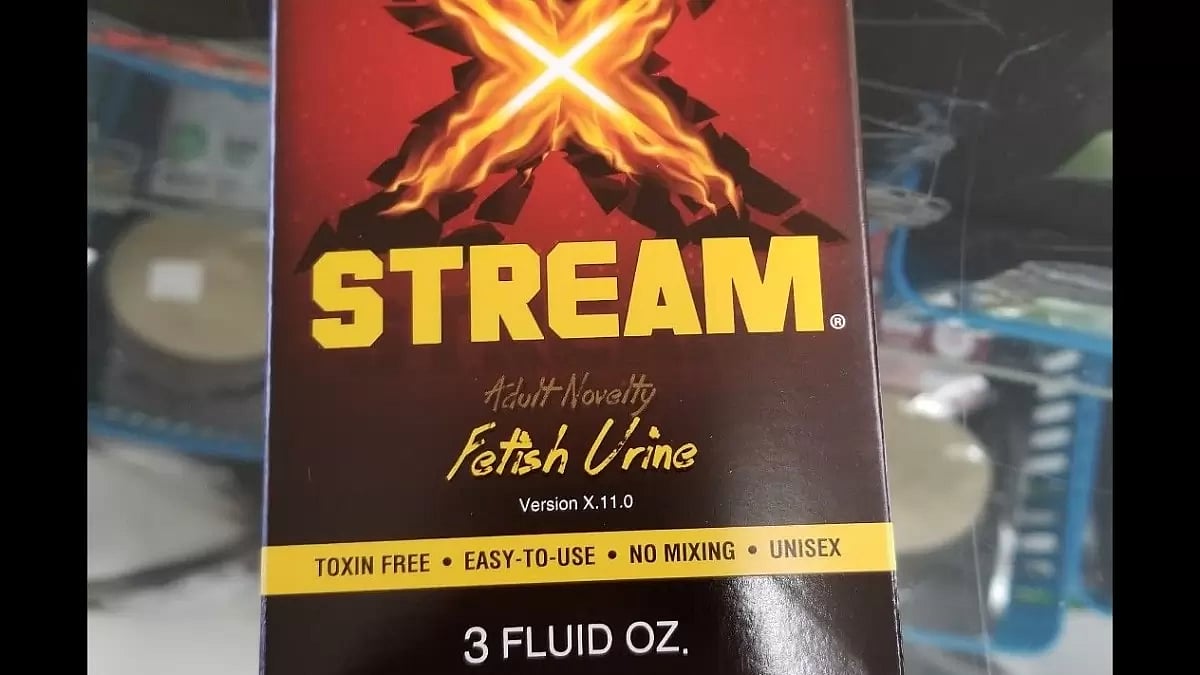 X
STREAM®
Adult Novelty
Fetish Urine
Version X.11.0
TOXIN FREE • EASY-TO-USE • NO MIXING • UNISEX
3 FLUID OZ.